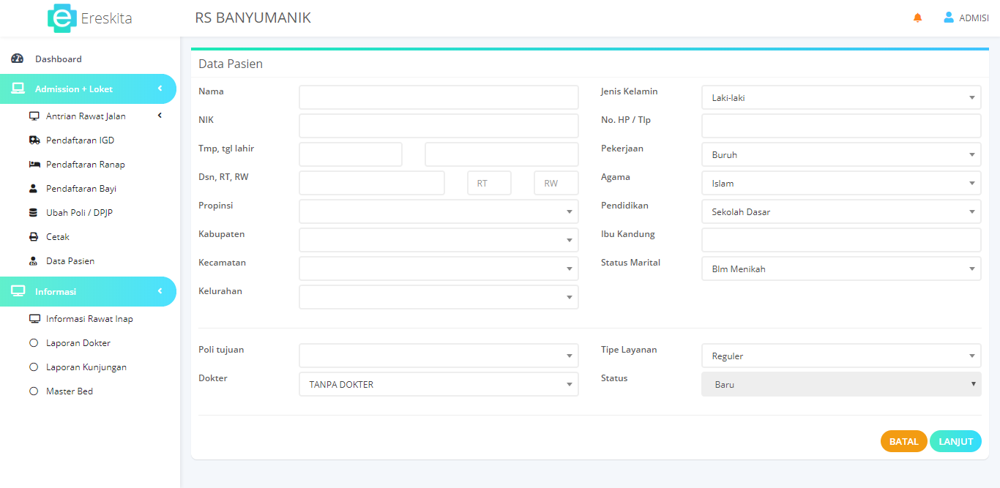 e Ereskita
RS BANYUMANIK
ADMISI
Dashboard
Admission + Loket
Antrian Rawat Jalan
Pendaftaran IGD
Pendaftaran Ranap
Pendaftaran Bayi
Ubah Poli / DPJP
Cetak
Data Pasien
Informasi
Informasi Rawat Inap
Laporan Dokter
Laporan Kunjungan
Master Bed
Data Pasien
Nama
NIK
Tmp, tgl lahir
Dsn, RT, RW
RT
RW
Propinsi
Kabupaten
Kecamatan
Kelurahan
Jenis Kelamin
Laki-laki
No. HP / Tlp
Pekerjaan
Buruh
Agama
Islam
Pendidikan
Sekolah Dasar
Ibu Kandung
Status Marital
Blm Menikah
Poli tujuan
Dokter
TANPA DOKTER
Tipe Layanan
Reguler
Status
Baru
BATAL
LANJUT